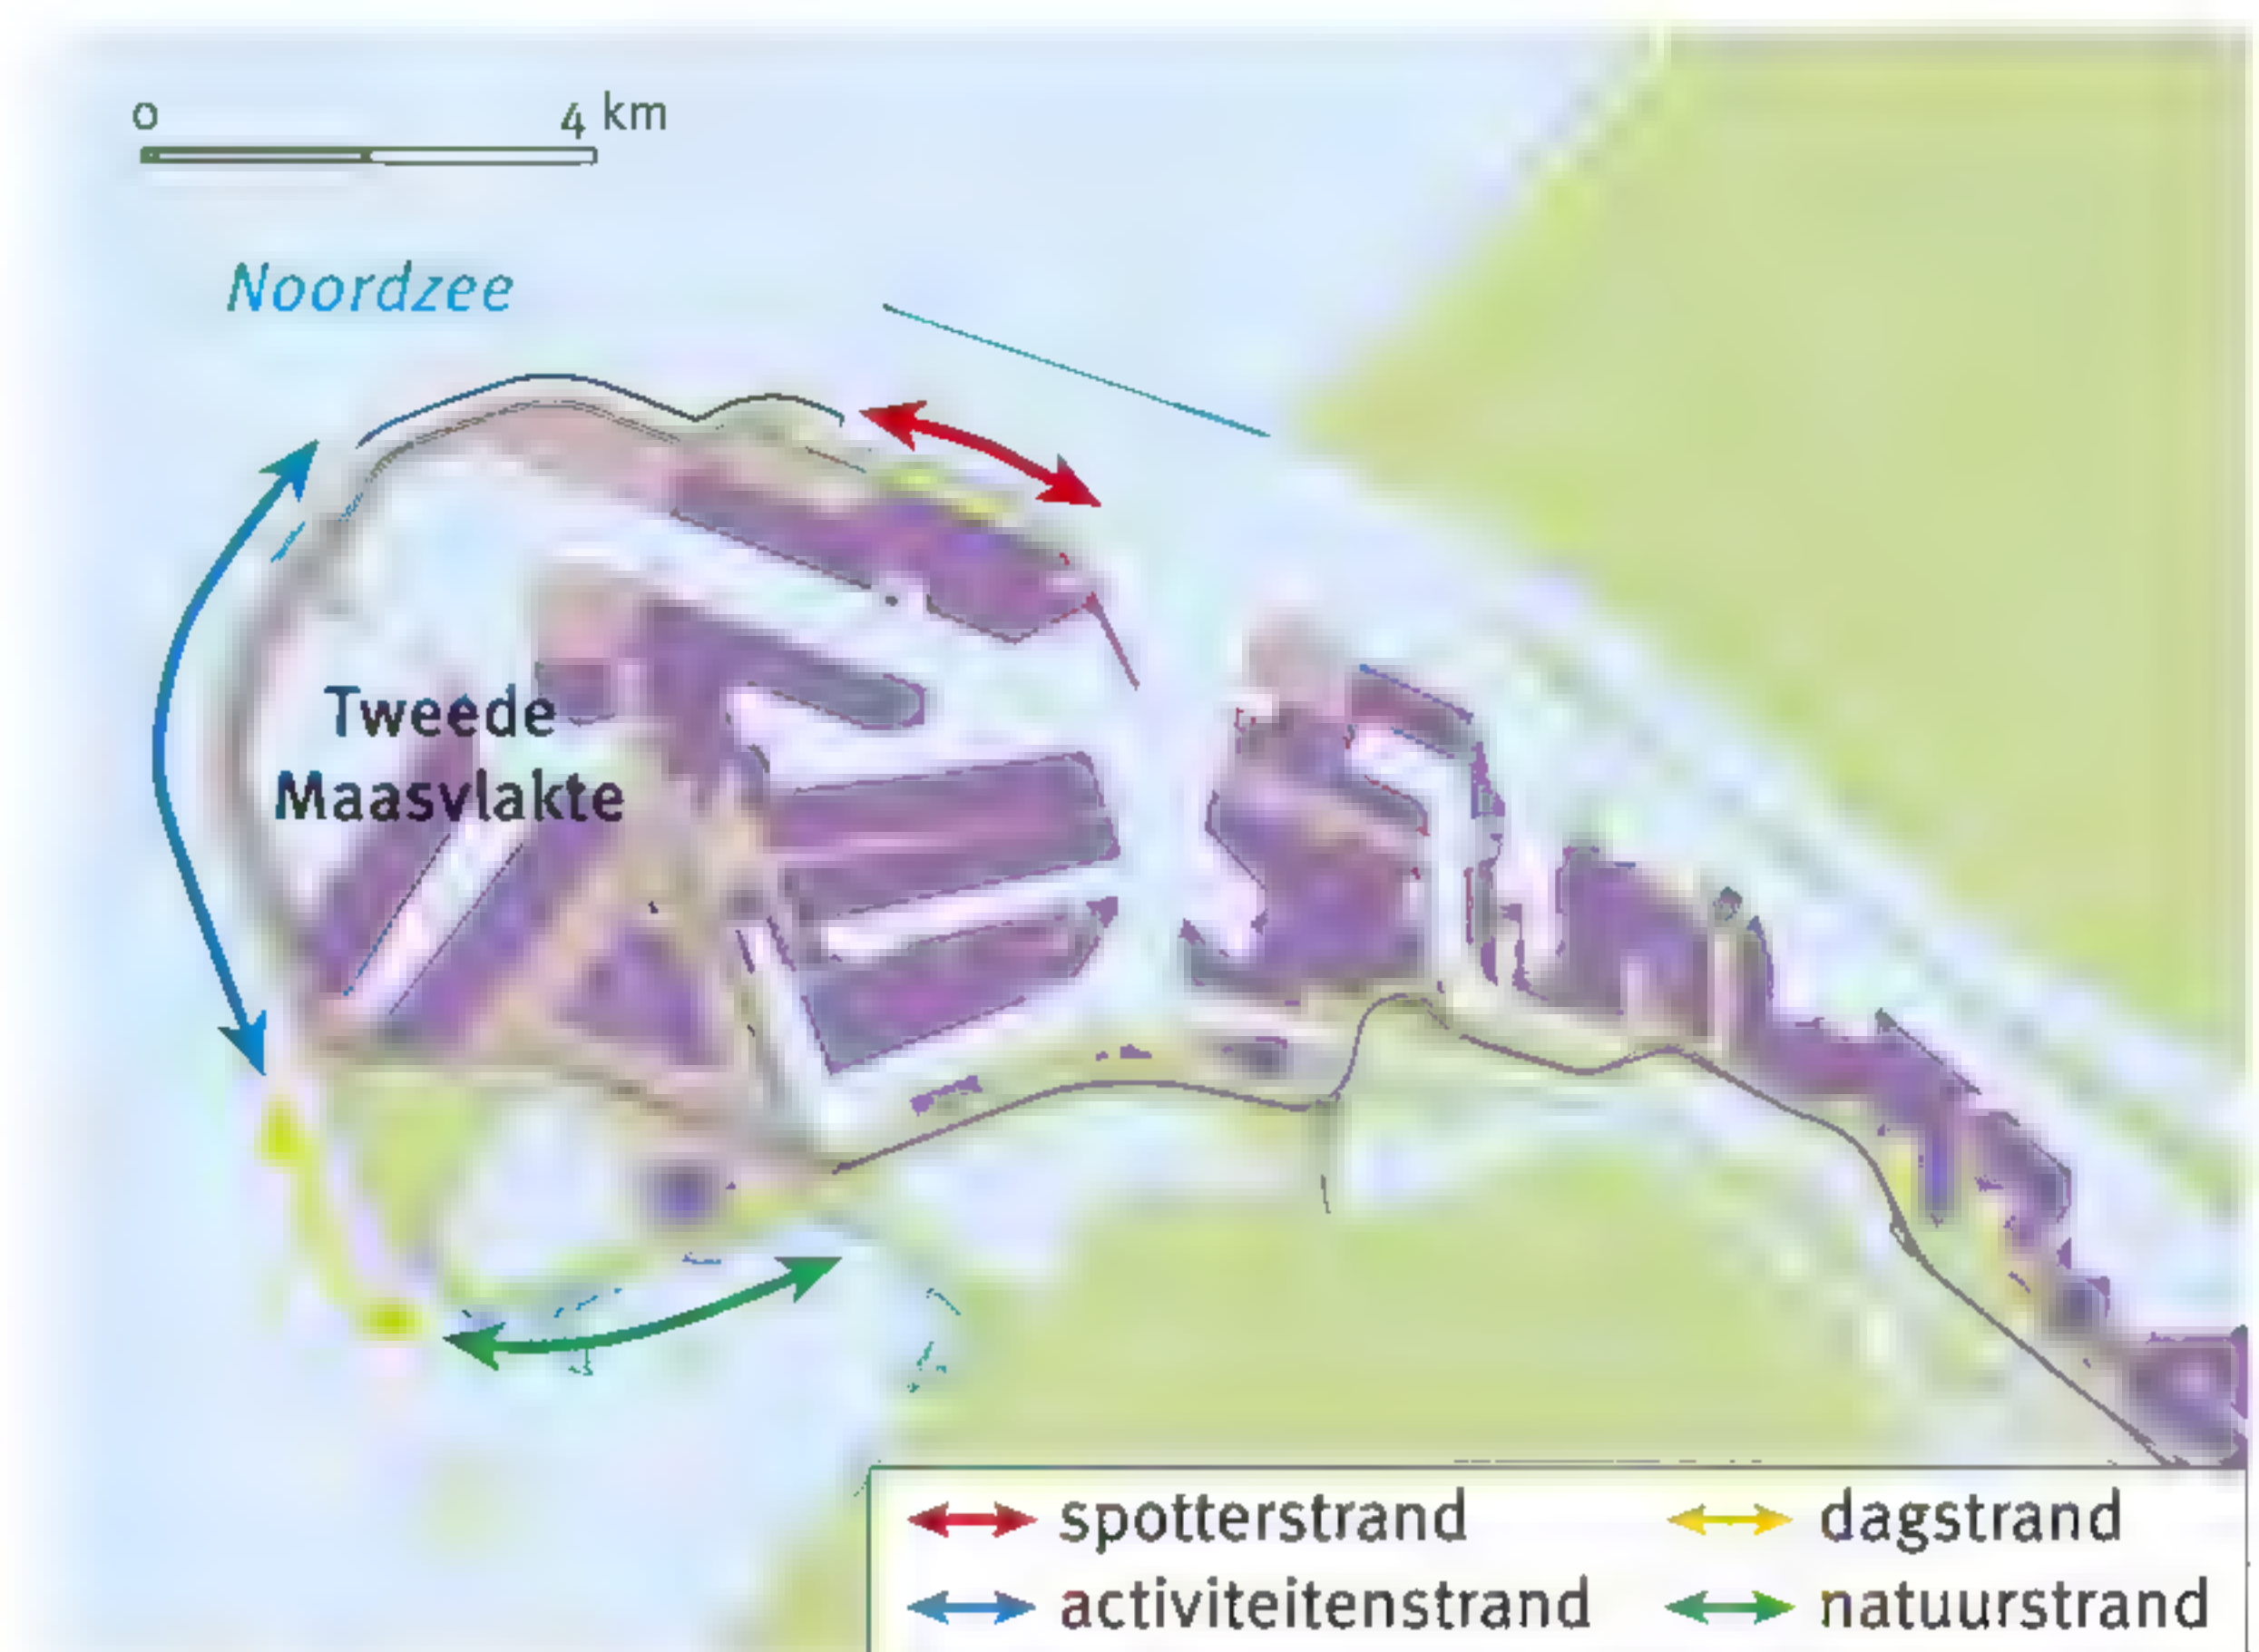 0 4 km
Noordzee
Tweede
Maasvlakte
spotterstrand dagstrand
activiteitenstrand natuurstrand